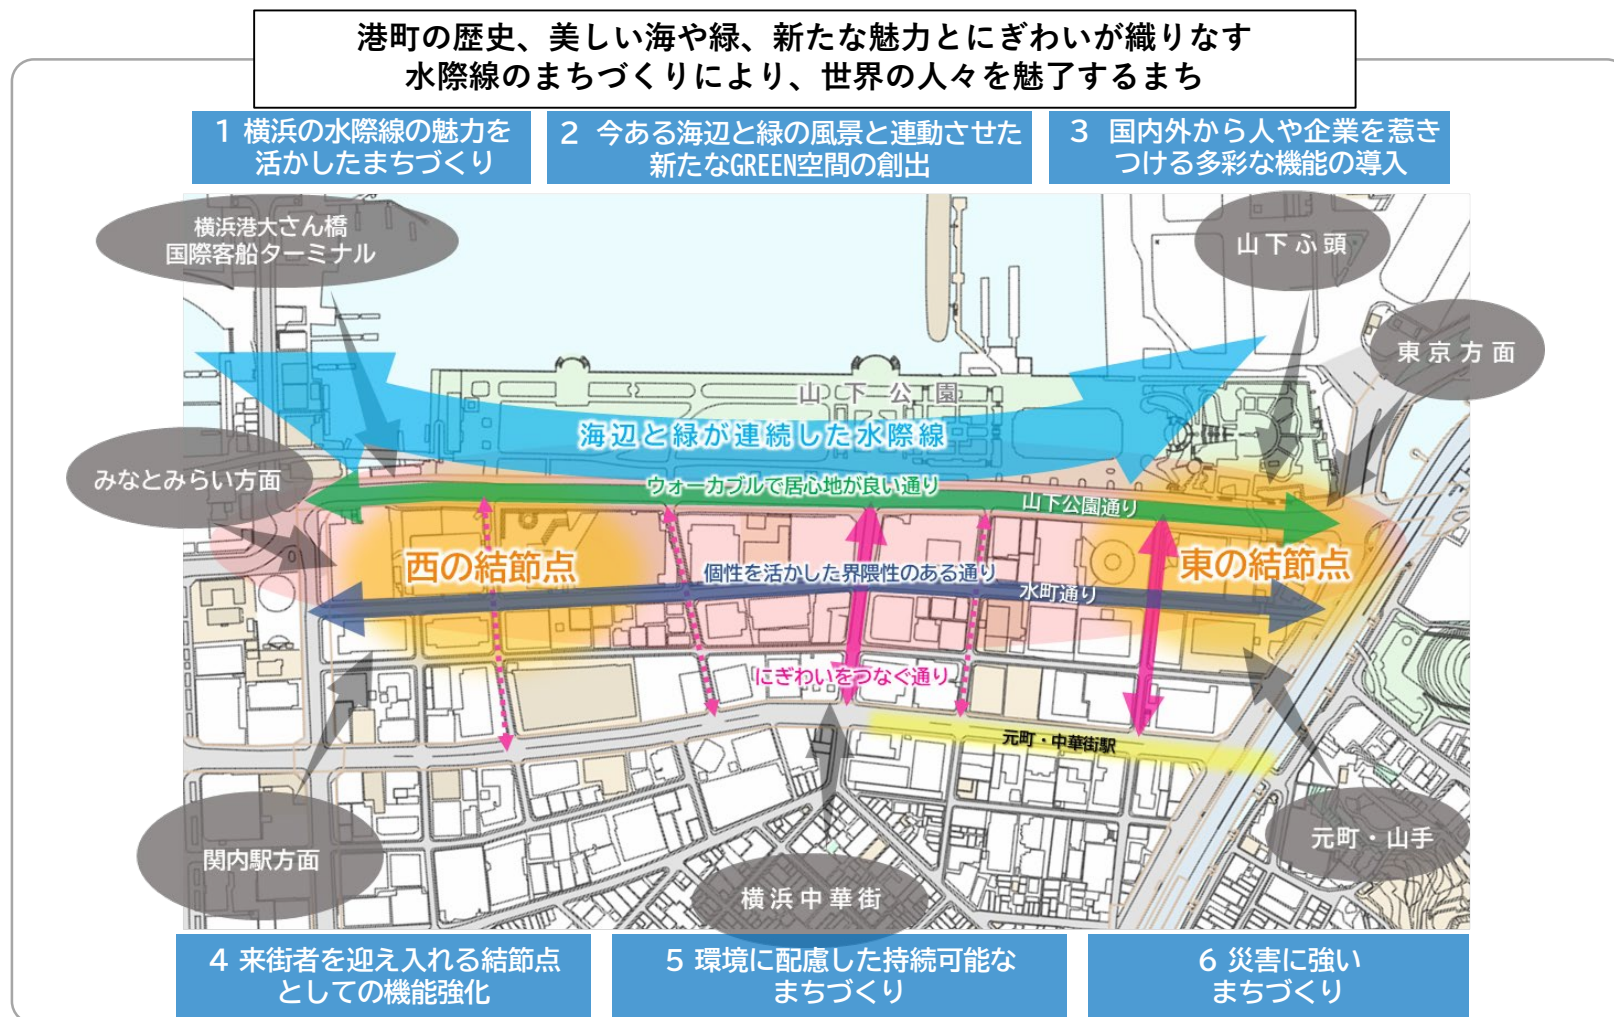 港町の歴史、美しい海や緑、新たな魅力とにぎわいが織りなす
水際線のまちづくりにより、世界の人々を魅了するまち
1 横浜の水際線の魅力を
活かしたまちづくり
2 今ある海辺と緑の風景と連動させた
新たなGREEN空間の創出
3 国内外から人や企業を惹き
つける多彩な機能の導入
横浜港大さん橋
国際客船ターミナル
山下ふ頭
東京方面
山下公園
海辺と緑が連続した水際線
みなとみらい方面
ウォーカブルで居心地が良い通り
山下公園通り
西の結節点
東の結節点
個性を活かした界隈性のある通り
水町通り
にぎわいをつなぐ通り
元町・中華街駅
関内駅方面
横浜中華街
元町・山手
4 来街者を迎え入れる結節点
としての機能強化
5 環境に配慮した持続可能な
まちづくり
6 災害に強い
まちづくり